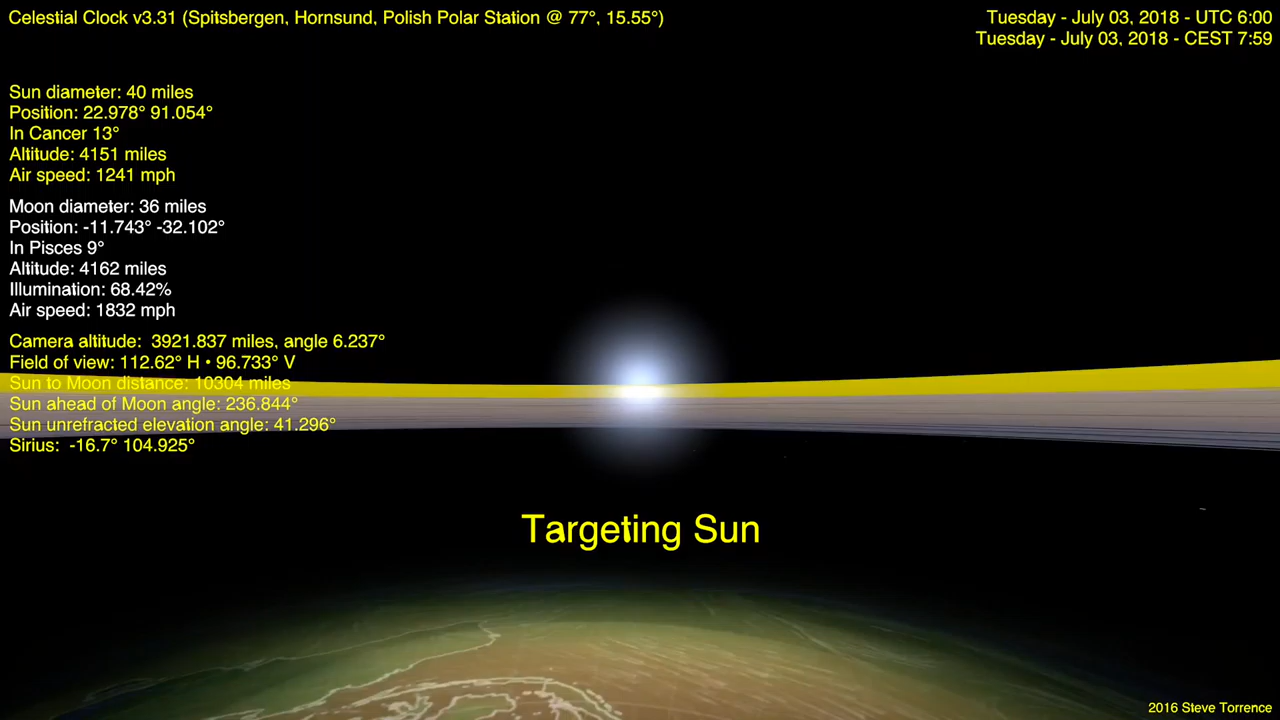 Celestial Clock v3.31 (Spitsbergen, Hornsund, Polish Polar Station @ 77°, 15.55°)
Tuesday - July 03, 2018 - UTC 6:00
Tuesday - July 03, 2018 - CEST 7:59
Sun diameter: 40 miles
Position: 22.978° 91.054°
In Cancer 13°
Altitude: 4151 miles
Air speed: 1241 mph
Moon diameter: 36 miles
Position: -11.743° -32.102°
In Pisces 9°
Altitude: 4162 miles
Illumination: 68.42%
Air speed: 1832 mph
Camera altitude:  3921.837 miles, angle 6.237°
Field of view: 112.62° H • 96.733° V
Sun to Moon distance: 10304 miles
Sun ahead of Moon angle: 236.844°
Sun unrefracted elevation angle: 41.296°
Sirius:  -16.7° 104.925°
Targeting Sun
2016 Steve Torrence